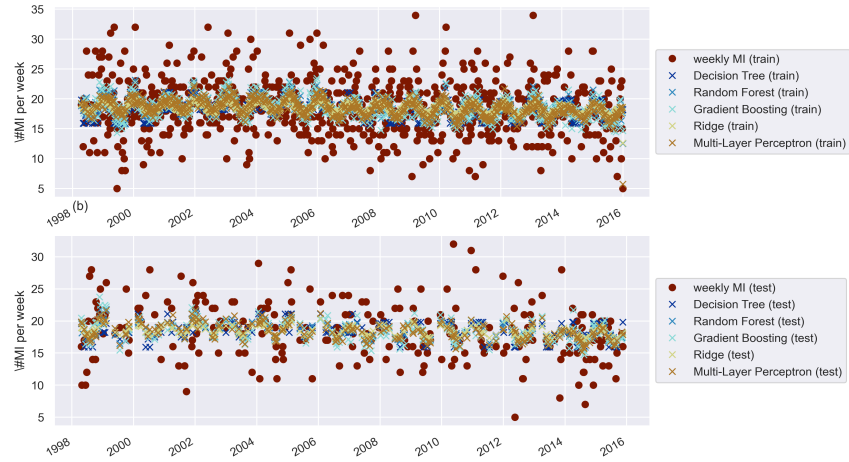 35
30
25
20
15
10
5
\#MI per week
1998
2000
2002
2004
2006
2008
2010
2012
2014
2016
weekly MI (train)
Decision Tree (train)
Random Forest (train)
Gradient Boosting (train)
Ridge (train)
Multi-Layer Perceptron (train)
(b)
30
25
20
15
10
5
\#MI per week
1998
2000
2002
2004
2006
2008
2010
2012
2014
2016
weekly MI (test)
Decision Tree (test)
Random Forest (test)
Gradient Boosting (test)
Ridge (test)
Multi-Layer Perceptron (test)